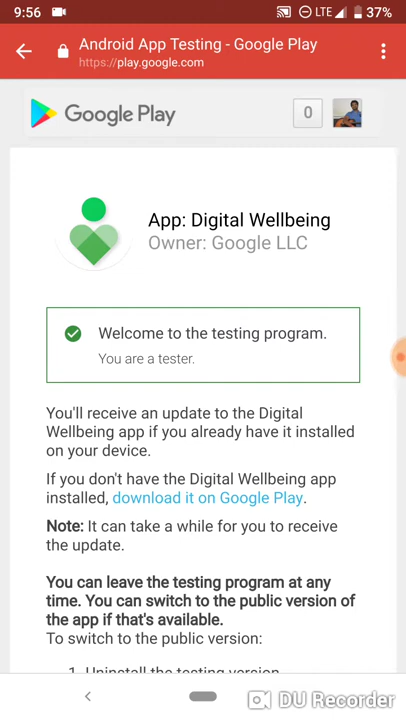 9:56 LTE 37%
Android App Testing - Google Play
https://play.google.com
Google Play 0
App: Digital Wellbeing
Owner: Google LLC
Welcome to the testing program.
You are a tester.
You'll receive an update to the Digital
Wellbeing app if you already have it installed
on your device.
If you don't have the Digital Wellbeing app
installed, download it on Google Play.
Note: It can take a while for you to receive
the update.
You can leave the testing program at any
time. You can switch to the public version of
the app if that's available.
To switch to the public version:
1. Uninstall the testing version
DU Recorder